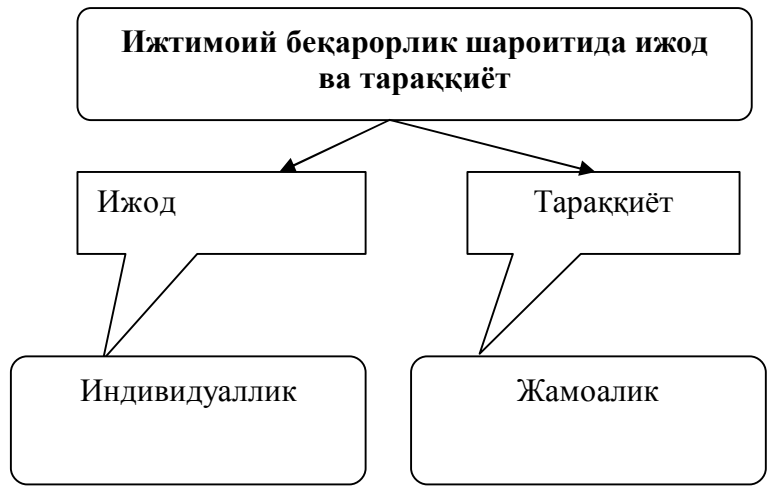 Ижтимоий беқарорлик шароитида ижод
ва тараққиёт
Ижод
Тараққиёт
Индивидуаллик
Жамоалик